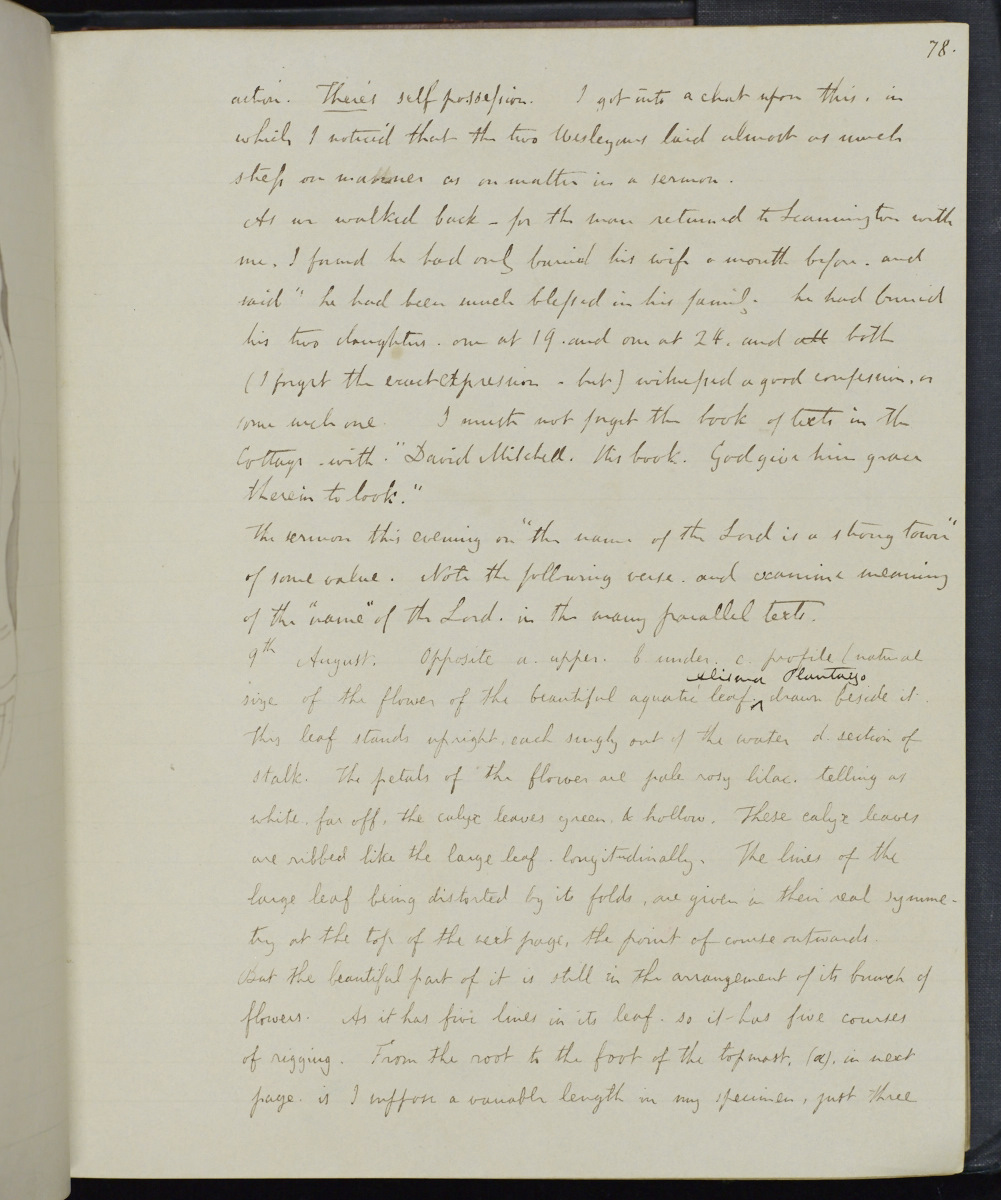 78.
action. There's self possession. I got into a chat upon this, in
which I noticed that the two Wesleyans laid almost as much
stress on manner as on matter in a sermon.
As we walked back - for the man returned to Leamington with
me, I found he had only buried his wife a month before. and
said "he had been much blessed in his family. he had buried
his two daughters. one at 19. and one at 24. and all both
(I forget the exact expression - but) witnessed a good confession. or
some such one. I must not forget the book of texts in the
Cottage - with. "David Mitchell. His book. God give him grace
therein to look."
The sermon this evening on "the name of the Lord is a strong tower"
of some value. Note the following verse. and examine meaning
of the "name" of the Lord. in the many parallel texts.
9th August. Opposite a. upper. b under. c. profile (natural
Alisma Plantago
size of the flower of the beautiful aquatic leaf, ^ drawn beside it.
This leaf stands upright. each singly out of the water d. section of
stalk. The petals of the flower are pale rosy lilac. telling as
white. far off. the calyx leaves green. & hollow. These calyx leaves
are ribbed like the large leaf. longitudinally. The lines of the
large leaf being distorted by its folds, are given in their real symme-
try at the top of the next page, the point of course outwards.
But the beautiful part of it is still in the arrangement of its bunch of
flowers. As it has five lines in its leaf. so it has five courses
of rigging. From the root to the foot of the topmast, (a). in next
page. is I suppose a variable length in my specimen, just three